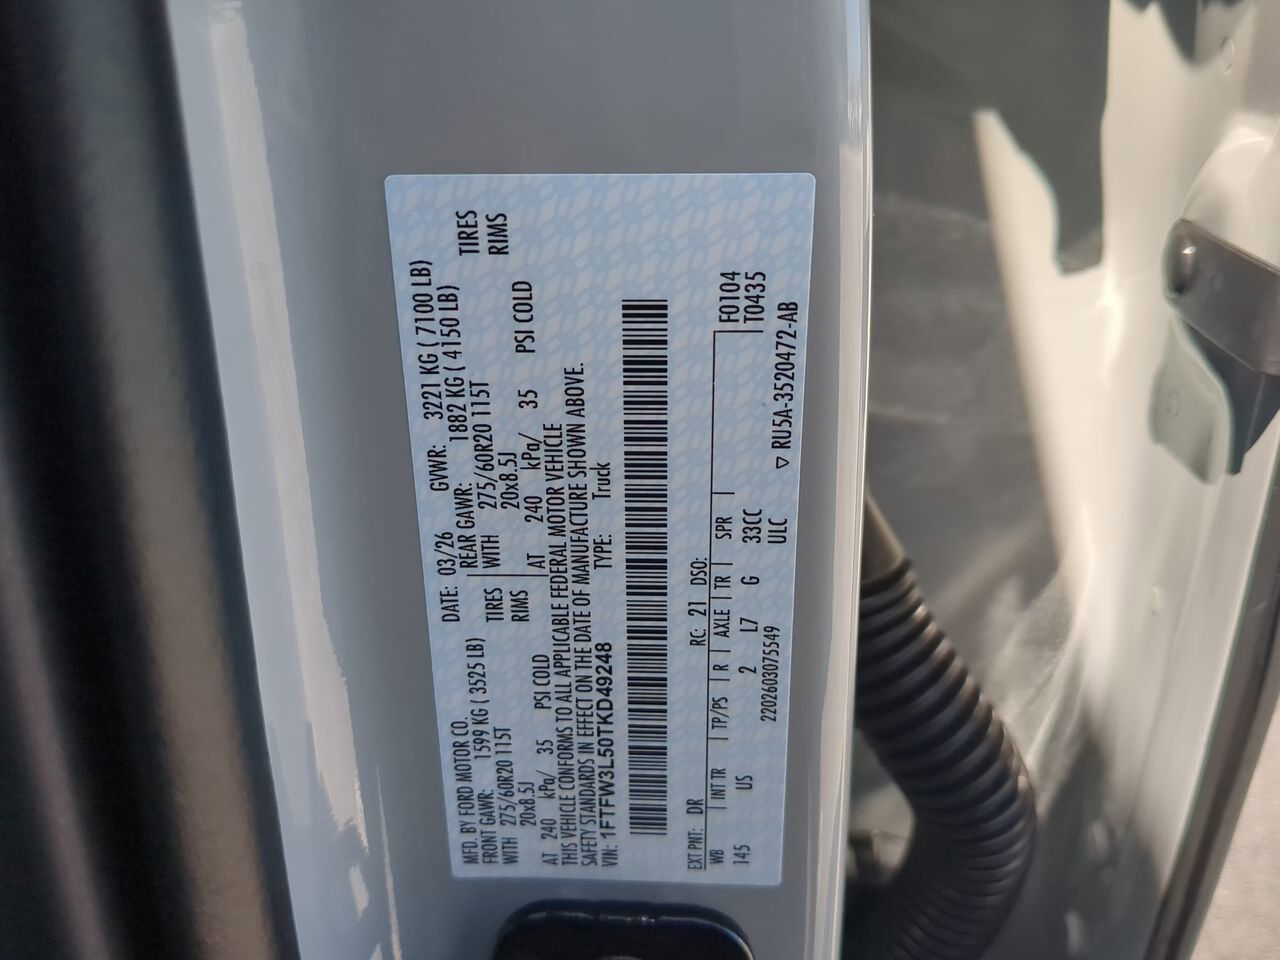 MFD. BY FORD MOTOR CO. DATE: 03/26 GVWR: 3221 KG ( 7100 LB)
FRONT GAWR: 1599 KG ( 3525 LB) REAR GAWR: 1882 KG ( 4150 LB)
WITH 275/60R20 115T TIRES WITH 275/60R20 115T TIRES
20x8.5J RIMS 20x8.5J RIMS
AT 240 kPa/ 35 PSI COLD AT 240 kPa/ 35 PSI COLD
THIS VEHICLE CONFORMS TO ALL APPLICABLE FEDERAL MOTOR VEHICLE
SAFETY STANDARDS IN EFFECT ON THE DATE OF MANUFACTURE SHOWN ABOVE.
VIN: 1FTFW3L50TKD49248 TYPE: Truck
EXT PNT: DR RC: 21 DSO:
WB INT TR TP/PS R AXLE TR SPR F0104
145 US 2 L7 G 33CC T0435
2202603075549 ULC ▽ RU5A-3520472-AB